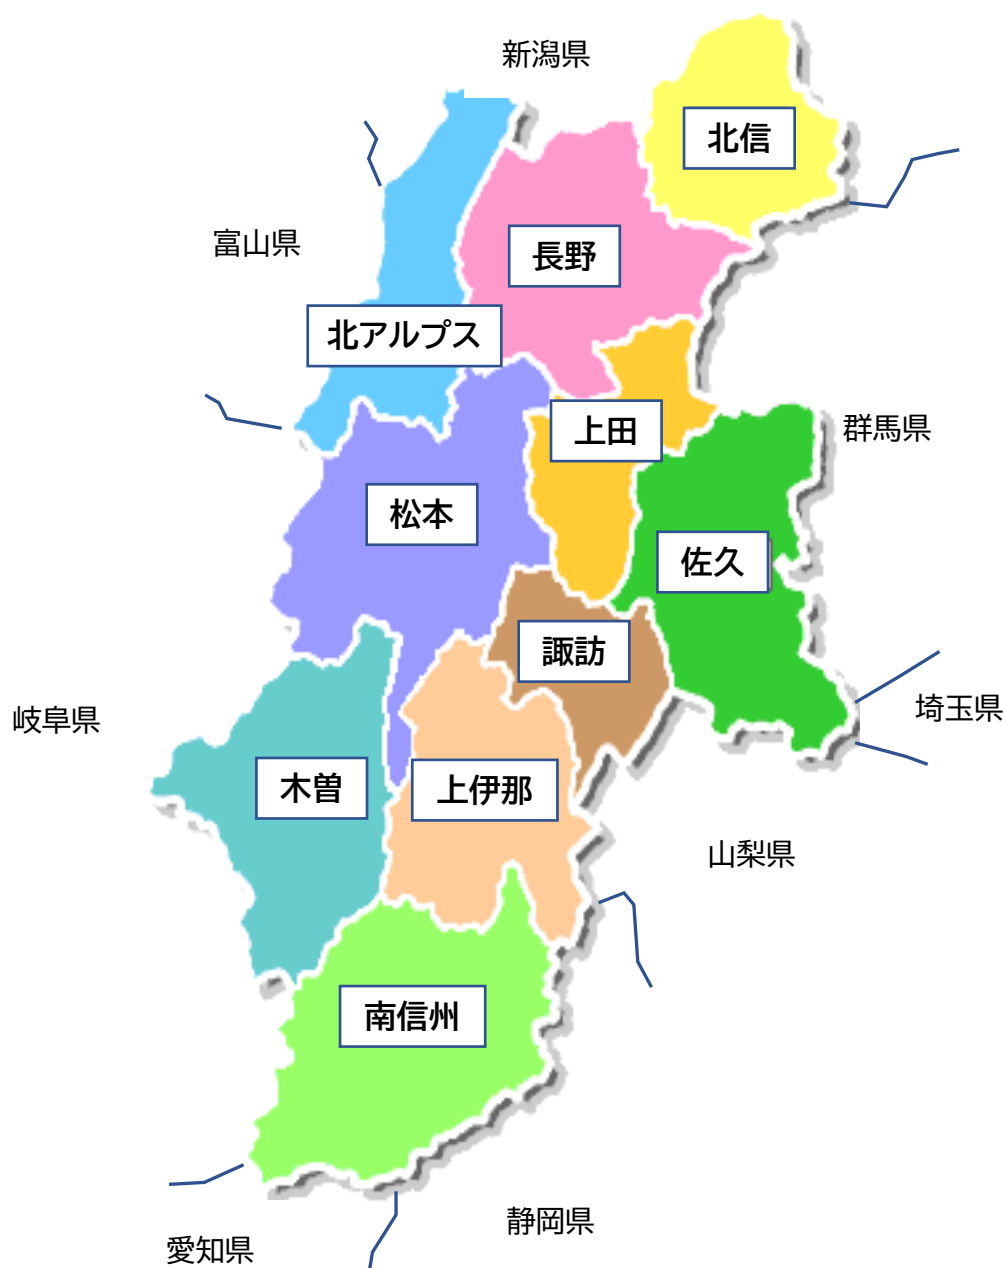 新潟県
北信
富山県
長野
北アルプス
上田
群馬県
松本
佐久
諏訪
岐阜県
埼玉県
木曽
上伊那
山梨県
南信州
静岡県
愛知県